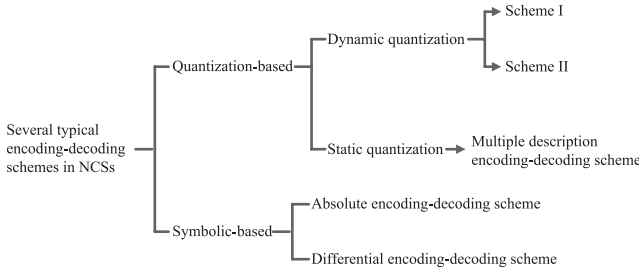 Scheme I
Dynamic quantization
Quantization-based
Scheme II
Several typical
encoding-decoding
schemes in NCSs
Static quantization
Multiple description
encoding-decoding scheme
Absolute encoding-decoding scheme
Symbolic-based
Differential encoding-decoding scheme